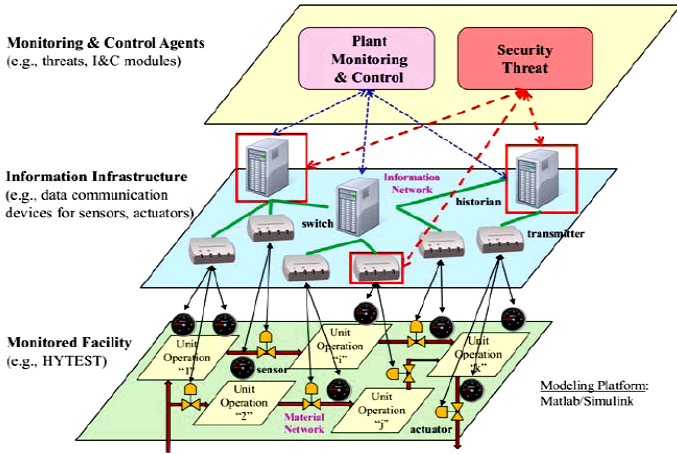 Monitoring & Control Agents
(e.g., threats, I&C modules)
Plant
Monitoring
& Control
Security
Threat
Information Infrastructure
(e.g., data communication
devices for sensors, actuators)
Information
Network
historian
switch
transmitter
Monitored Facility
(e.g., HYTEST)
Unit
Operation
“1”
Unit
Operation
“i”
Unit
Operation
“k”
sensor
Unit
Operation
“2”
Material
Network
Unit
Operation
“j”
actuator
Modeling Platform:
Matlab/Simulink